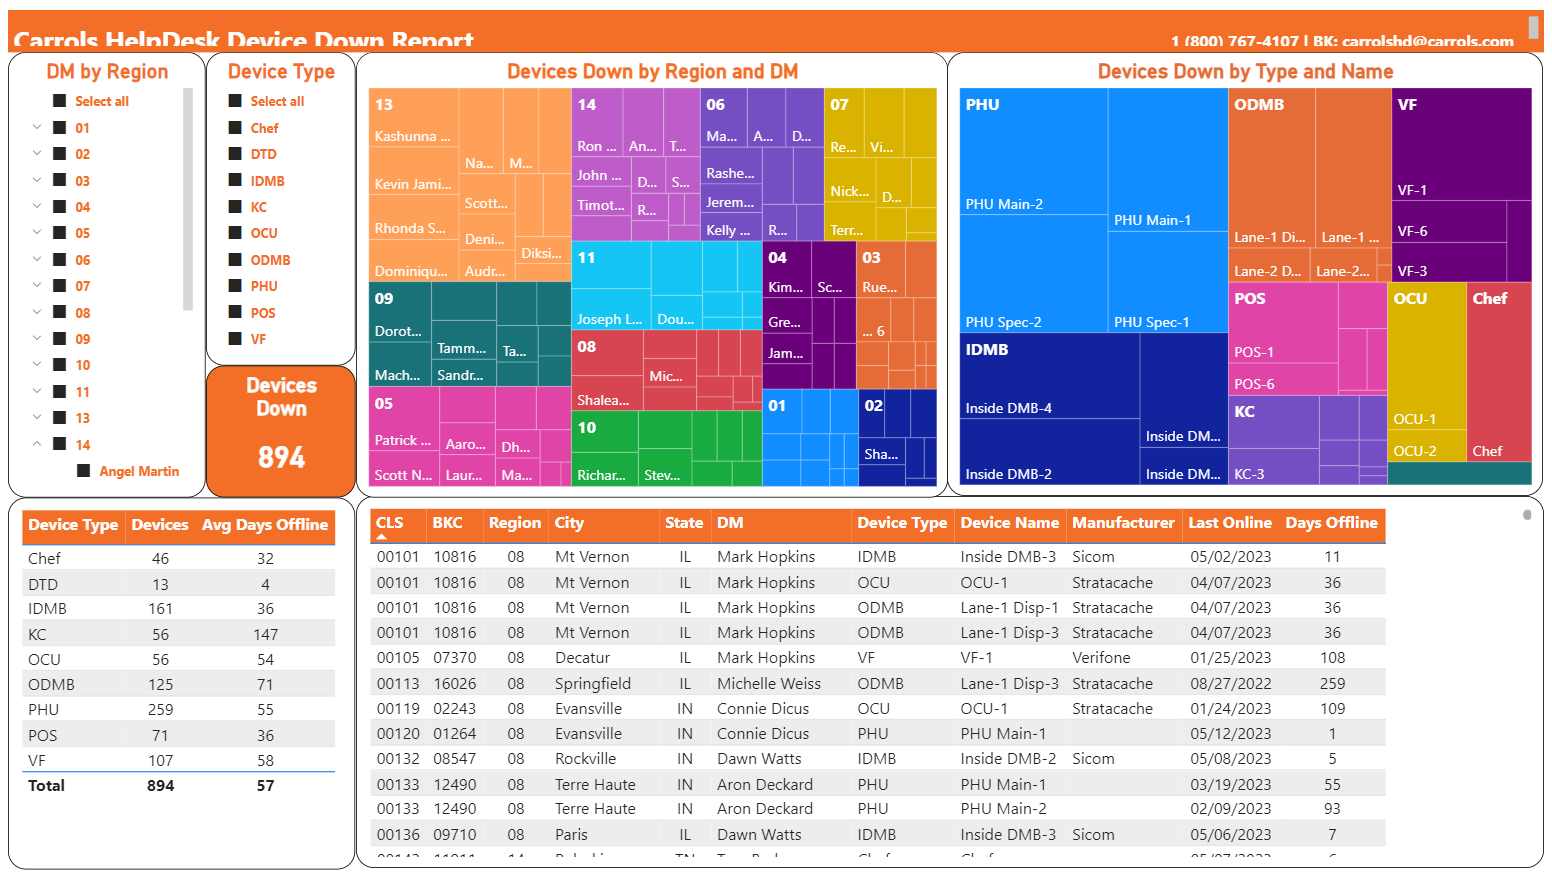 Carrols HelpDesk Device Down Report
1 (800) 767-4107 | BK: carrolshd@carrols.com
DM by Region
Select all
01
02
03
04
05
06
07
08
09
10
11
13
14
Angel Martin
Device Type
Select all
Chef
DTD
IDMB
KC
OCU
ODMB
PHU
POS
VF
Devices Down
894
Devices Down by Region and DM
13
Kashunna ...
Kevin Jami...
Rhonda S...
Dominiqu...
Na...
M...
Scott...
Deni...
Audr...
Diksi...
14
Ron ...
An...
T...
John ...
Timot...
D...
S...
R...
06
Ma...
A...
D...
Rashe...
Jerem...
Kelly ...
R...
07
Re...
Vi...
Nick...
D...
Terr...
09
Dorot...
Mach...
Tamm...
Sandr...
Ta...
11
Joseph L...
Dou...
04
Kim...
Sc...
Gre...
Jam...
03
Rue...
... 6
08
Shalea...
Mic...
05
Patrick ...
Scott N...
Aaro...
Laur...
Dh...
Ma...
10
Richar...
Stev...
01
02
Sha...
Devices Down by Type and Name
PHU
PHU Main-2
PHU Main-1
PHU Spec-2
PHU Spec-1
IDMB
Inside DMB-4
Inside DMB-2
Inside DM...
Inside DM...
ODMB
Lane-1 Di...
Lane-1 ...
Lane-2 D...
Lane-2...
VF
VF-1
VF-6
VF-3
POS
POS-1
POS-6
KC
KC-3
OCU
OCU-1
OCU-2
Chef
Chef
Device Type Devices Avg Days Offline
Chef 46 32
DTD 13 4
IDMB 161 36
KC 56 147
OCU 56 54
ODMB 125 71
PHU 259 55
POS 71 36
VF 107 58
Total 894 57
CLS BKC Region City State DM Device Type Device Name Manufacturer Last Online Days Offline
00101 10816 08 Mt Vernon IL Mark Hopkins IDMB Inside DMB-3 Sicom 05/02/2023 11
00101 10816 08 Mt Vernon IL Mark Hopkins OCU OCU-1 Stratacache 04/07/2023 36
00101 10816 08 Mt Vernon IL Mark Hopkins ODMB Lane-1 Disp-1 Stratacache 04/07/2023 36
00101 10816 08 Mt Vernon IL Mark Hopkins ODMB Lane-1 Disp-3 Stratacache 04/07/2023 36
00105 07370 08 Decatur IL Mark Hopkins VF VF-1 Verifone 01/25/2023 108
00113 16026 08 Springfield IL Michelle Weiss ODMB Lane-1 Disp-3 Stratacache 08/27/2022 259
00119 02243 08 Evansville IN Connie Dicus OCU OCU-1 Stratacache 01/24/2023 109
00120 01264 08 Evansville IN Connie Dicus PHU PHU Main-1 05/12/2023 1
00132 08547 08 Rockville IN Dawn Watts IDMB Inside DMB-2 Sicom 05/08/2023 5
00133 12490 08 Terre Haute IN Aron Deckard PHU PHU Main-1 03/19/2023 55
00133 12490 08 Terre Haute IN Aron Deckard PHU PHU Main-2 02/09/2023 93
00136 09710 08 Paris IL Dawn Watts IDMB Inside DMB-3 Sicom 05/06/2023 7